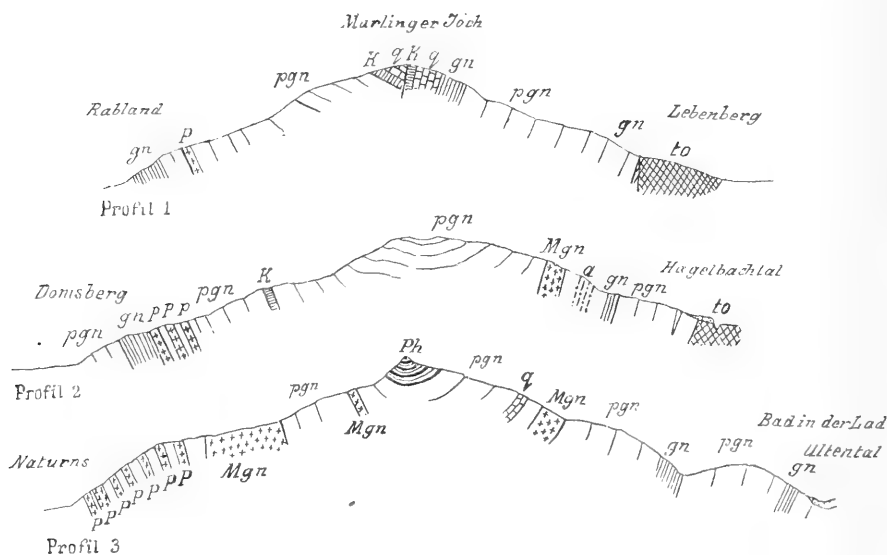 Marlinger Joch
H q K q gn
pgn pgn
Rabland Lebenberg
P gn
gn to
Profil 1
pgn
Mgn
K a Hagelbachtal
Domsberg pgn gn pgn
pgn gn P P P to
Profil 2
Ph
pgn pgn q
Mgn Mgn pgn
Bad in der Lad
Ultental
Naturns Mgn gn pgn gn
P P P P P P P P
Profil 3